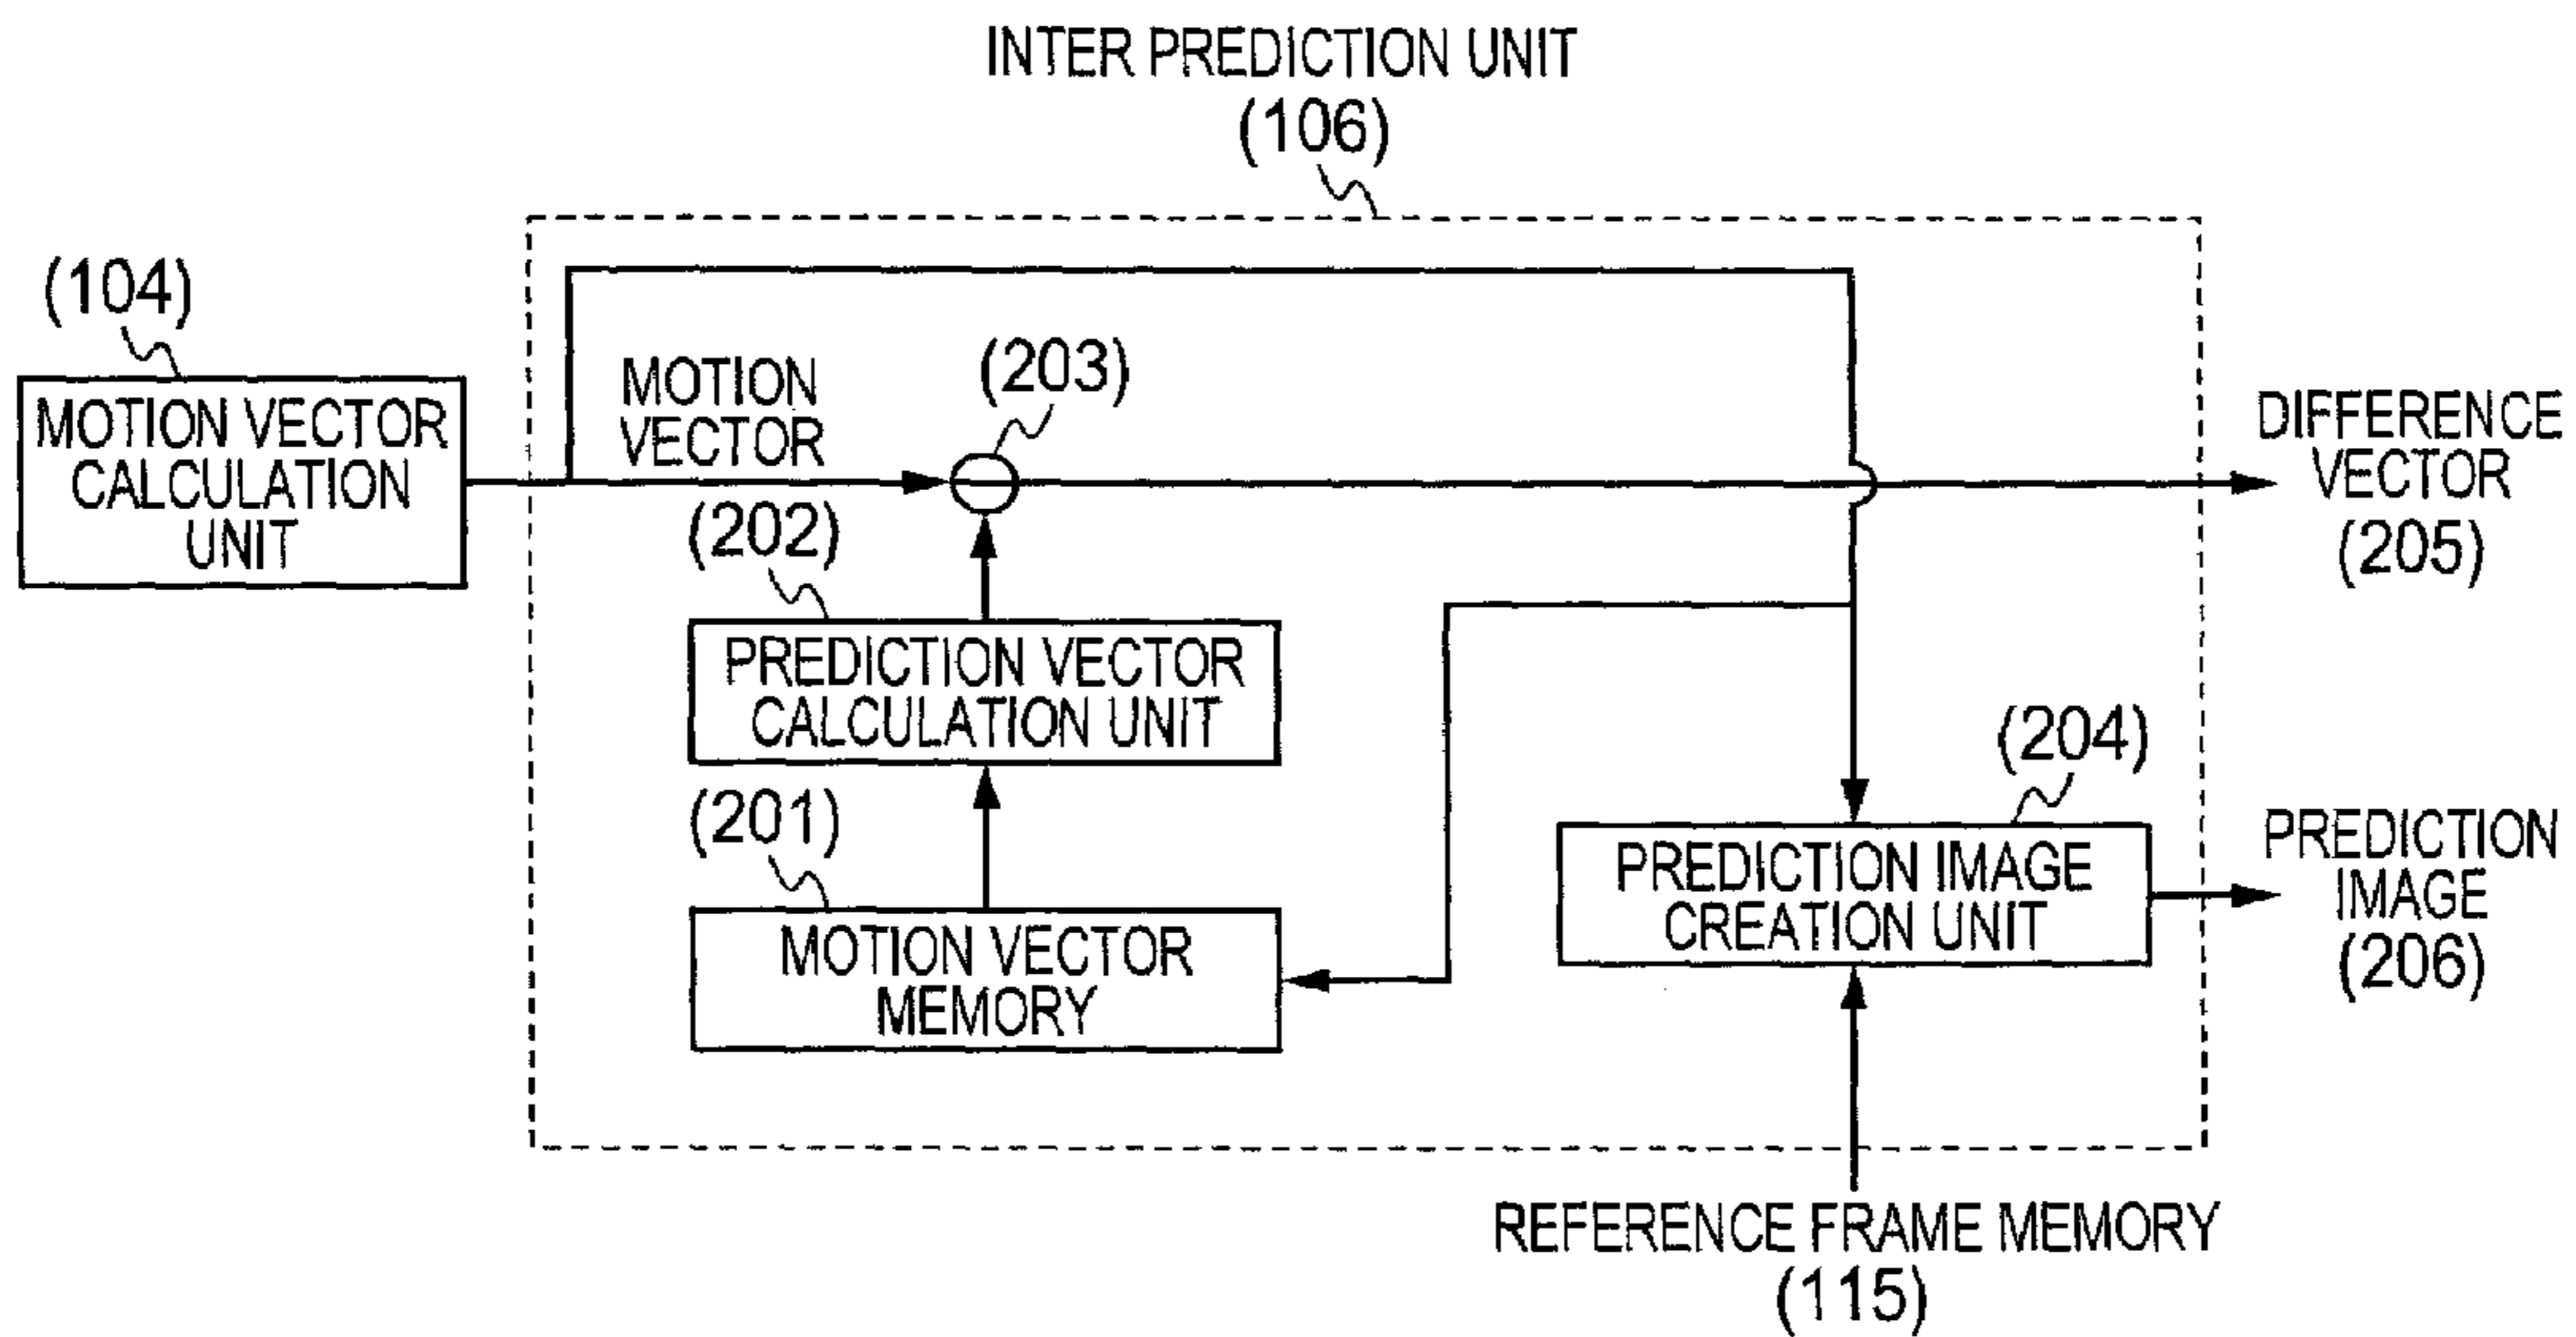 INTER PREDICTION UNIT
(106)
(104)
MOTION VECTOR
CALCULATION
UNIT
MOTION
VECTOR
(203)
DIFFERENCE
VECTOR
(205)
(202)
PREDICTION VECTOR
CALCULATION UNIT
(201)
MOTION VECTOR
MEMORY
(204)
PREDICTION IMAGE
CREATION UNIT
PREDICTION
IMAGE
(206)
REFERENCE FRAME MEMORY
(115)